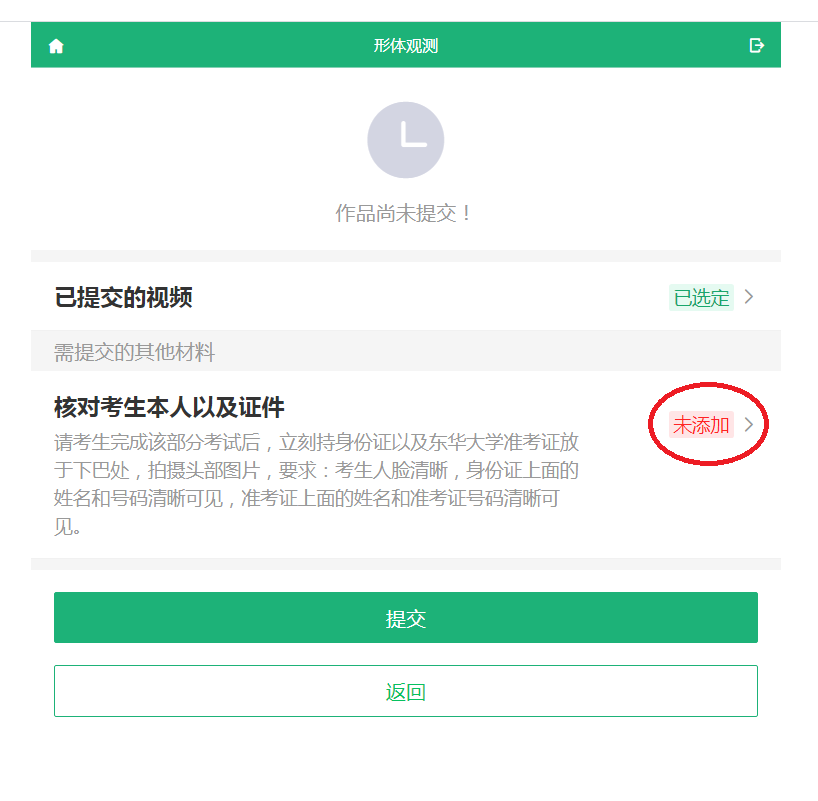 形体观测
作品尚未提交！
已提交的视频
已选定
需提交的其他材料
核对考生本人以及证件
未添加
请考生完成该部分考试后，立刻持身份证以及东华大学准考证放
于下巴处，拍摄头部图片，要求：考生人脸清晰，身份证上面的
姓名和号码清晰可见，准考证上面的姓名和准考证号码清晰可
见。
提交
返回